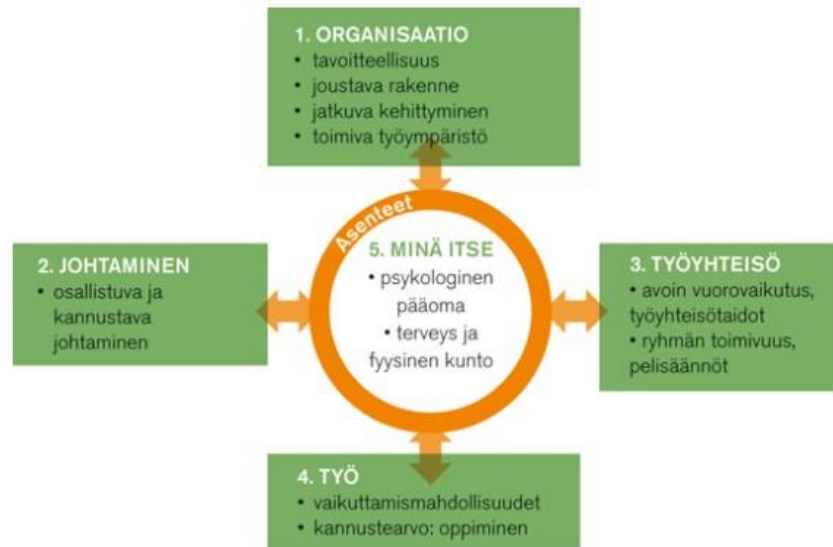 1. ORGANISAATIO
• tavoitteellisuus
• joustava rakenne
• jatkuva kehittyminen
• toimiva työympäristö
Asenteet
2. JOHTAMINEN
• osallistuva ja
kannustava
johtaminen
5. MINÄ ITSE
• psykologinen
pääoma
• terveys ja
fyysinen kunto
3. TYÖYHTEISÖ
• avoin vuorovaikutus,
työyhteisötaidot
• ryhmän toimivuus,
pelisäännöt
4. TYÖ
• vaikuttamismahdollisuudet
• kannustearvo: oppiminen